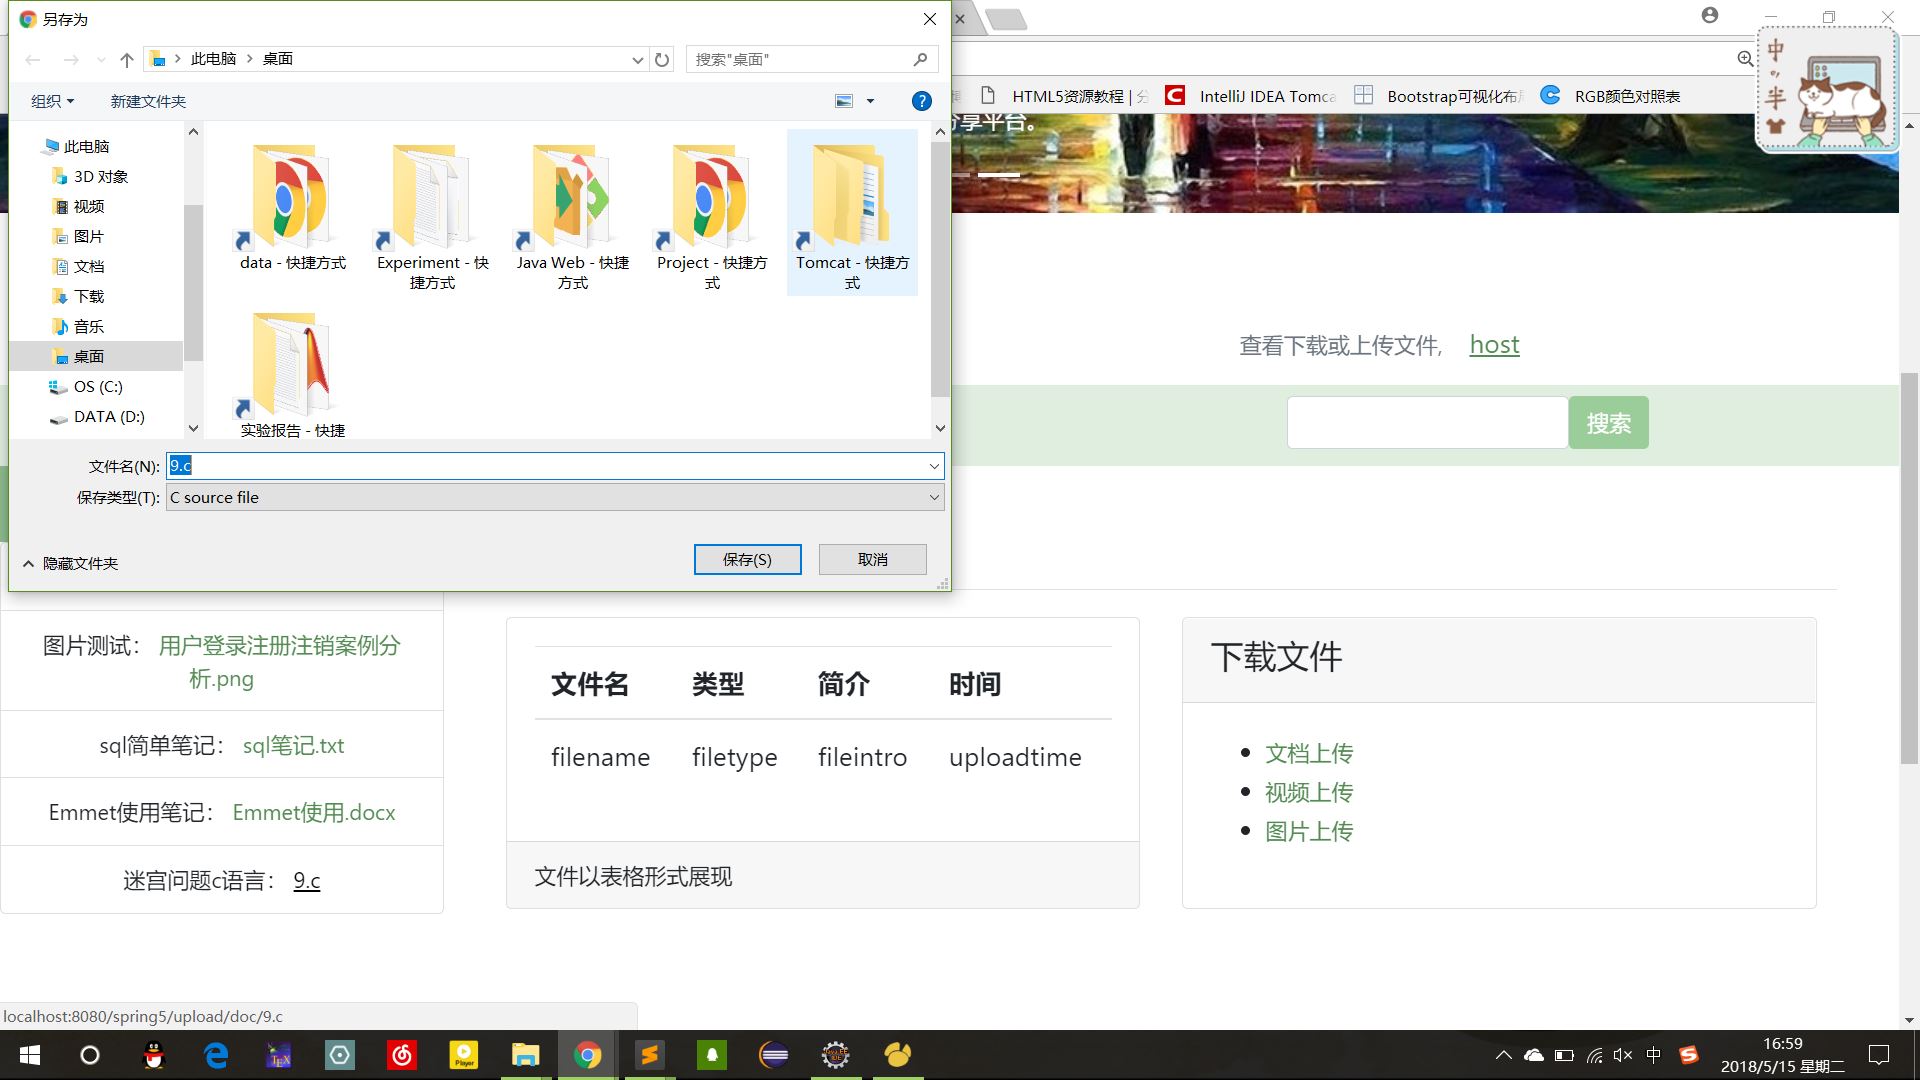 另存为
此电脑
桌面
搜索"桌面"
组织
新建文件夹
此电脑
3D 对象
视频
图片
文档
下载
音乐
桌面
OS (C:)
DATA (D:)
data - 快捷方式
Experiment - 快
捷方式
Java Web - 快捷
方式
Project - 快捷方
式
Tomcat - 快捷方
式
实验报告 - 快捷
文件名(N):
9.c
保存类型(T):
C source file
隐藏文件夹
保存(S)
取消
HTML5资源教程 | 分
IntelliJ IDEA Tomca
Bootstrap可视化布
RGB颜色对照表
中
半
享平台。
查看下载或上传文件,
host
搜索
图片测试：
用户登录注册注销案例分
析.png
sql简单笔记：
sql笔记.txt
Emmet使用笔记：
Emmet使用.docx
迷宫问题c语言：
9.c
文件名 类型 简介 时间
filename filetype fileintro uploadtime
文件以表格形式展现
下载文件
文档上传
视频上传
图片上传
localhost:8080/spring5/upload/doc/9.c
中
16:59
2018/5/15 星期二